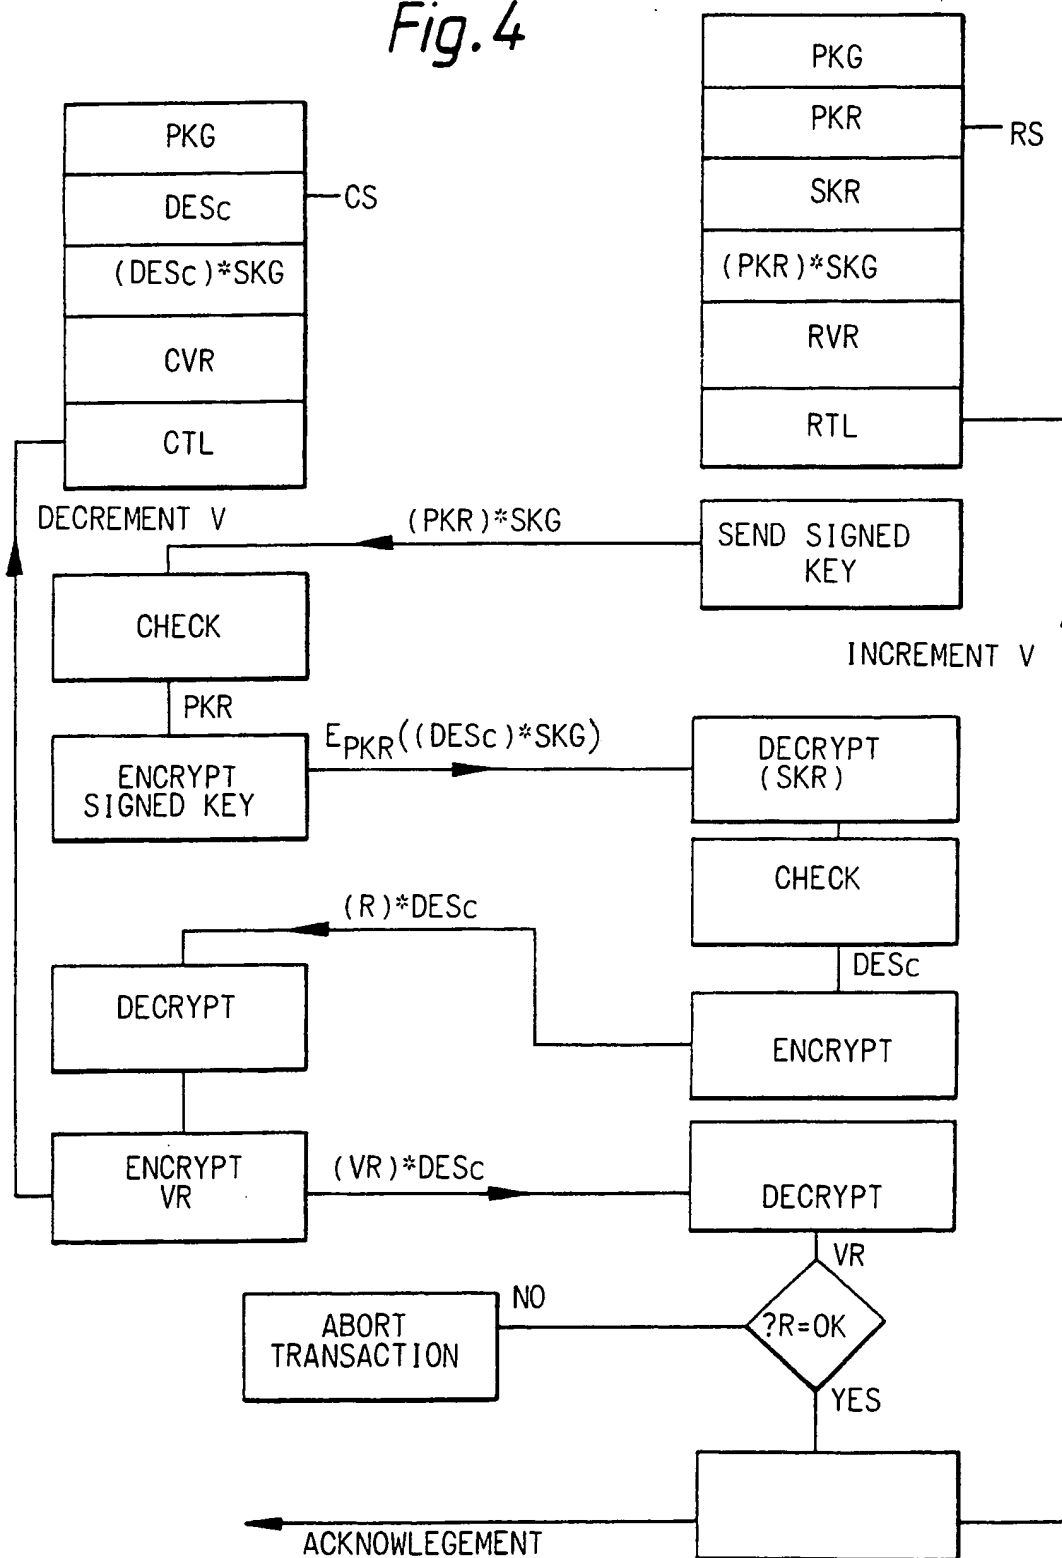 Fig.4
PKG
DESc
CS
(DESc)*SKG
CVR
CTL
PKG
PKR
RS
SKR
(PKR)*SKG
RVR
RTL
DECREMENT V
(PKR)*SKG
SEND SIGNED
KEY
CHECK
INCREMENT V
PKR
EPKR((DESc)*SKG)
ENCRYPT
SIGNED KEY
DECRYPT
(SKR)
CHECK
(R)*DESc
DESc
DECRYPT
ENCRYPT
ENCRYPT
VR
(VR)*DESc
DECRYPT
VR
NO
?R=OK
ABORT
TRANSACTION
YES
ACKNOWLEGEMENT